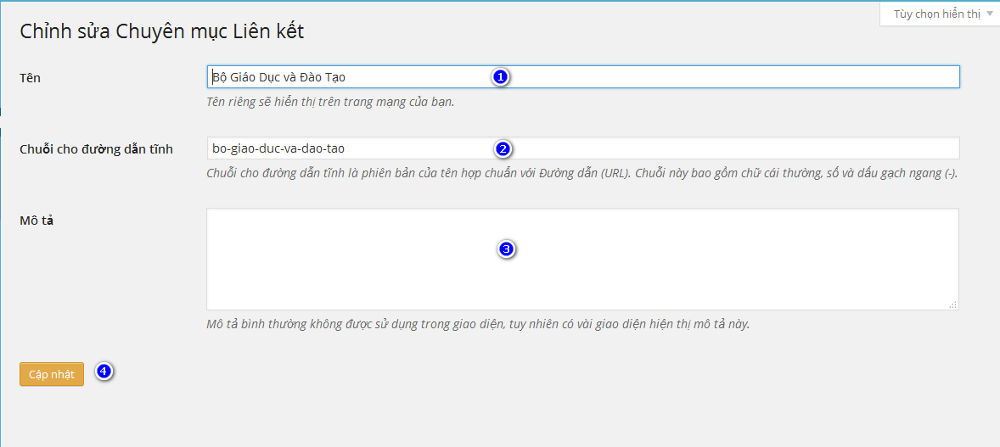 Tùy chọn hiển thị
Chỉnh sửa Chuyên mục Liên kết
Tên
Bộ Giáo Dục và Đào Tạo
1
Tên riêng sẽ hiển thị trên trang mạng của bạn.
Chuỗi cho đường dẫn tĩnh
bo-giao-duc-va-dao-tao
2
Chuỗi cho đường dẫn tĩnh là phiên bản của tên hợp chuẩn với Đường dẫn (URL). Chuỗi này bao gồm chữ cái thường, số và dấu gạch ngang (-).
Mô tả
3
Mô tả bình thường không được sử dụng trong giao diện, tuy nhiên có vài giao diện hiện thị mô tả này.
Cập nhật
4